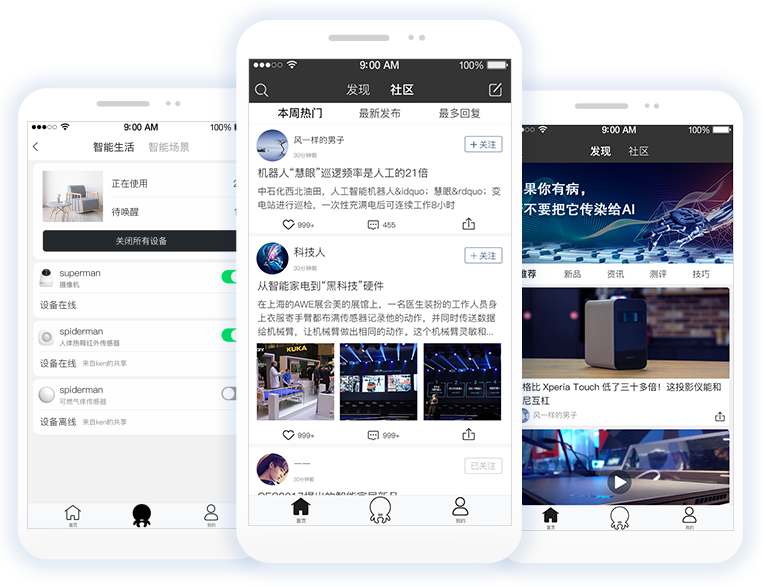 9:00 AM
100%
智能生活
智能场景
正在使用
2
待唤醒
关闭所有设备
superman
摄像机
设备在线
spiderman
人体热释红外传感器
设备在线
来自ken的共享
spiderman
可燃气体传感器
设备离线
来自ken的共享
首页
我的
9:00 AM
100%
发现
社区
本周热门
最新发布
最多回复
风一样的男子
30分钟前
+ 关注
机器人“慧眼”巡逻频率是人工的21倍
中石化西北油田，人工智能机器人&idquo；慧眼&rdquo；变
电站进行巡检，一次性充满电后可连续工作8小时
999+
455
科技人
30分钟前
+ 关注
从智能家电到“黑科技”硬件
在上海的AWE展会美的展馆上，一名医生装扮的工作人员身
上衣服寄手臂都布满传感器记录他的动作，并同时传送数据
给机械臂，让机械臂做出相同的动作。这个机械臂灵敏和...
KUKA
999+
999+
一一
30分钟前
已关注
首页
我的
9:00 AM
100%
发现
社区
果你有病，
不要把它传染给AI
推荐
新品
资讯
测评
技巧
格比 Xperia Touch 低了三十多倍！这投影仪能和
尼互杠
风一样的男子
首页
我的